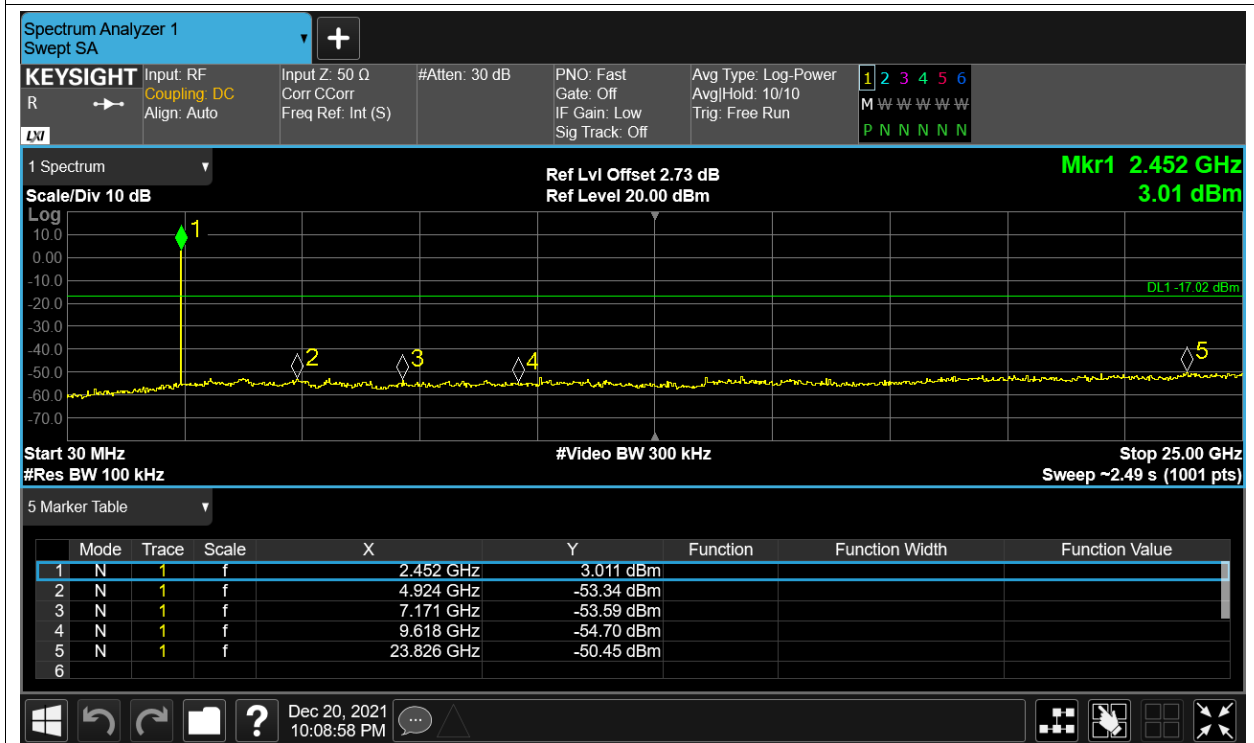 Spectrum Analyzer 1
Swept SA
+
KEYSIGHT Input: RF Input Z: 50 Ω #Atten: 30 dB PNO: Fast Avg Type: Log-Power 1 2 3 4 5 6
R Coupling: DC Corr CCorr Gate: Off Avg|Hold: 10/10 M W W W W W
Align: Auto Freq Ref: Int (S) IF Gain: Low Trig: Free Run
LXI Sig Track: Off P N N N N N
1 Spectrum Ref Lvl Offset 2.73 dB Mkr1 2.452 GHz
Scale/Div 10 dB Ref Level 20.00 dBm 3.01 dBm
Log
1
10.0
0.00
-10.0
DL1 -17.02 dBm
-20.0
-30.0
-40.0
2 3 4 5
-50.0
-60.0
-70.0
Start 30 MHz #Video BW 300 kHz Stop 25.00 GHz
#Res BW 100 kHz Sweep ~2.49 s (1001 pts)
5 Marker Table
Mode Trace Scale X Y Function Function Width Function Value
1 N 1 f 2.452 GHz 3.011 dBm
2 N 1 f 4.924 GHz -53.34 dBm
3 N 1 f 7.171 GHz -53.59 dBm
4 N 1 f 9.618 GHz -54.70 dBm
5 N 1 f 23.826 GHz -50.45 dBm
6
? Dec 20, 2021
10:08:58 PM